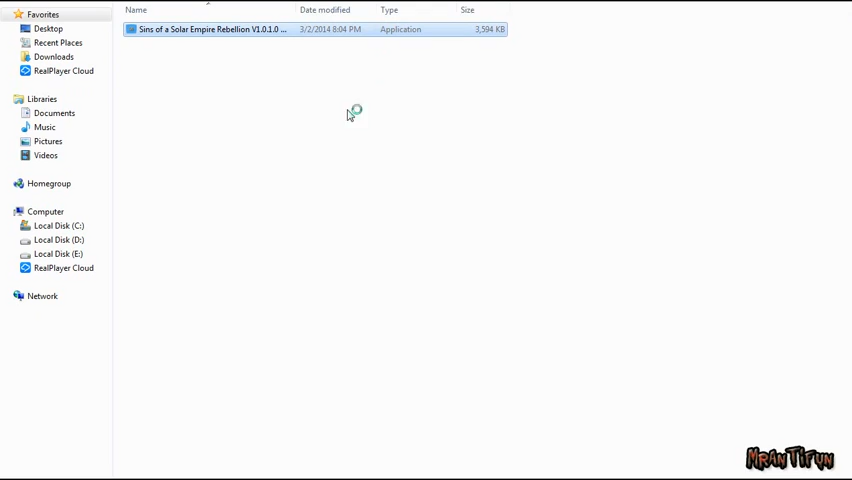 Favorites
Name Date modified Type Size
Desktop
Sins of a Solar Empire Rebellion V1.0.1.0 ... 3/2/2014 8:04 PM Application 3,594 KB
Recent Places
Downloads
RealPlayer Cloud
Libraries
Documents
Music
Pictures
Videos
Homegroup
Computer
Local Disk (C:)
Local Disk (D:)
Local Disk (E:)
RealPlayer Cloud
Network
MrAnTiFun